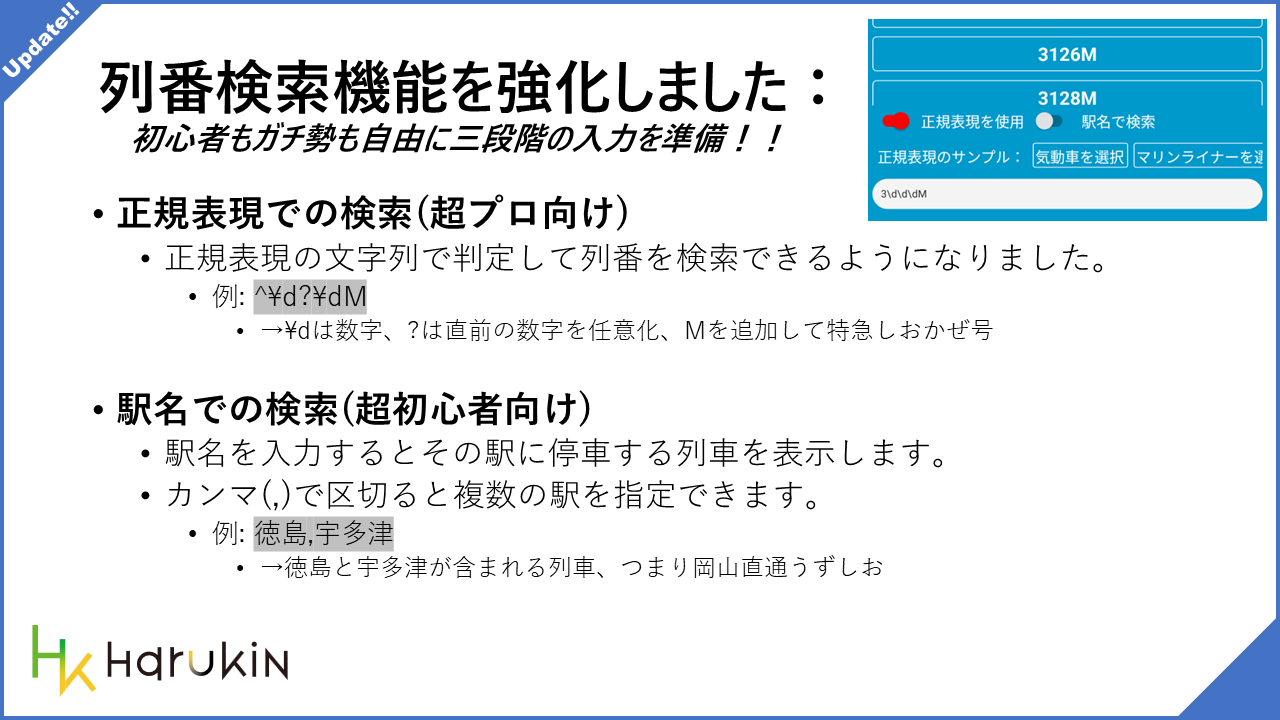 Update!!
列番検索機能を強化しました：
初心者もガチ勢も自由に三段階の入力を準備！！
3126M
3128M
正規表現を使用
駅名で検索
正規表現のサンプル：
気動車を選択
マリンライナーを選
3\d\d\dM
• 正規表現での検索(超プロ向け)
• 正規表現の文字列で判定して列番を検索できるようになりました。
• 例: ^¥d?¥dM
• →¥dは数字、?は直前の数字を任意化、Mを追加して特急しおかぜ号
• 駅名での検索(超初心者向け)
• 駅名を入力するとその駅に停車する列車を表示します。
• カンマ(,)で区切ると複数の駅を指定できます。
• 例: 徳島,宇多津
• →徳島と宇多津が含まれる列車、つまり岡山直通うずしお
HK HaruKiN